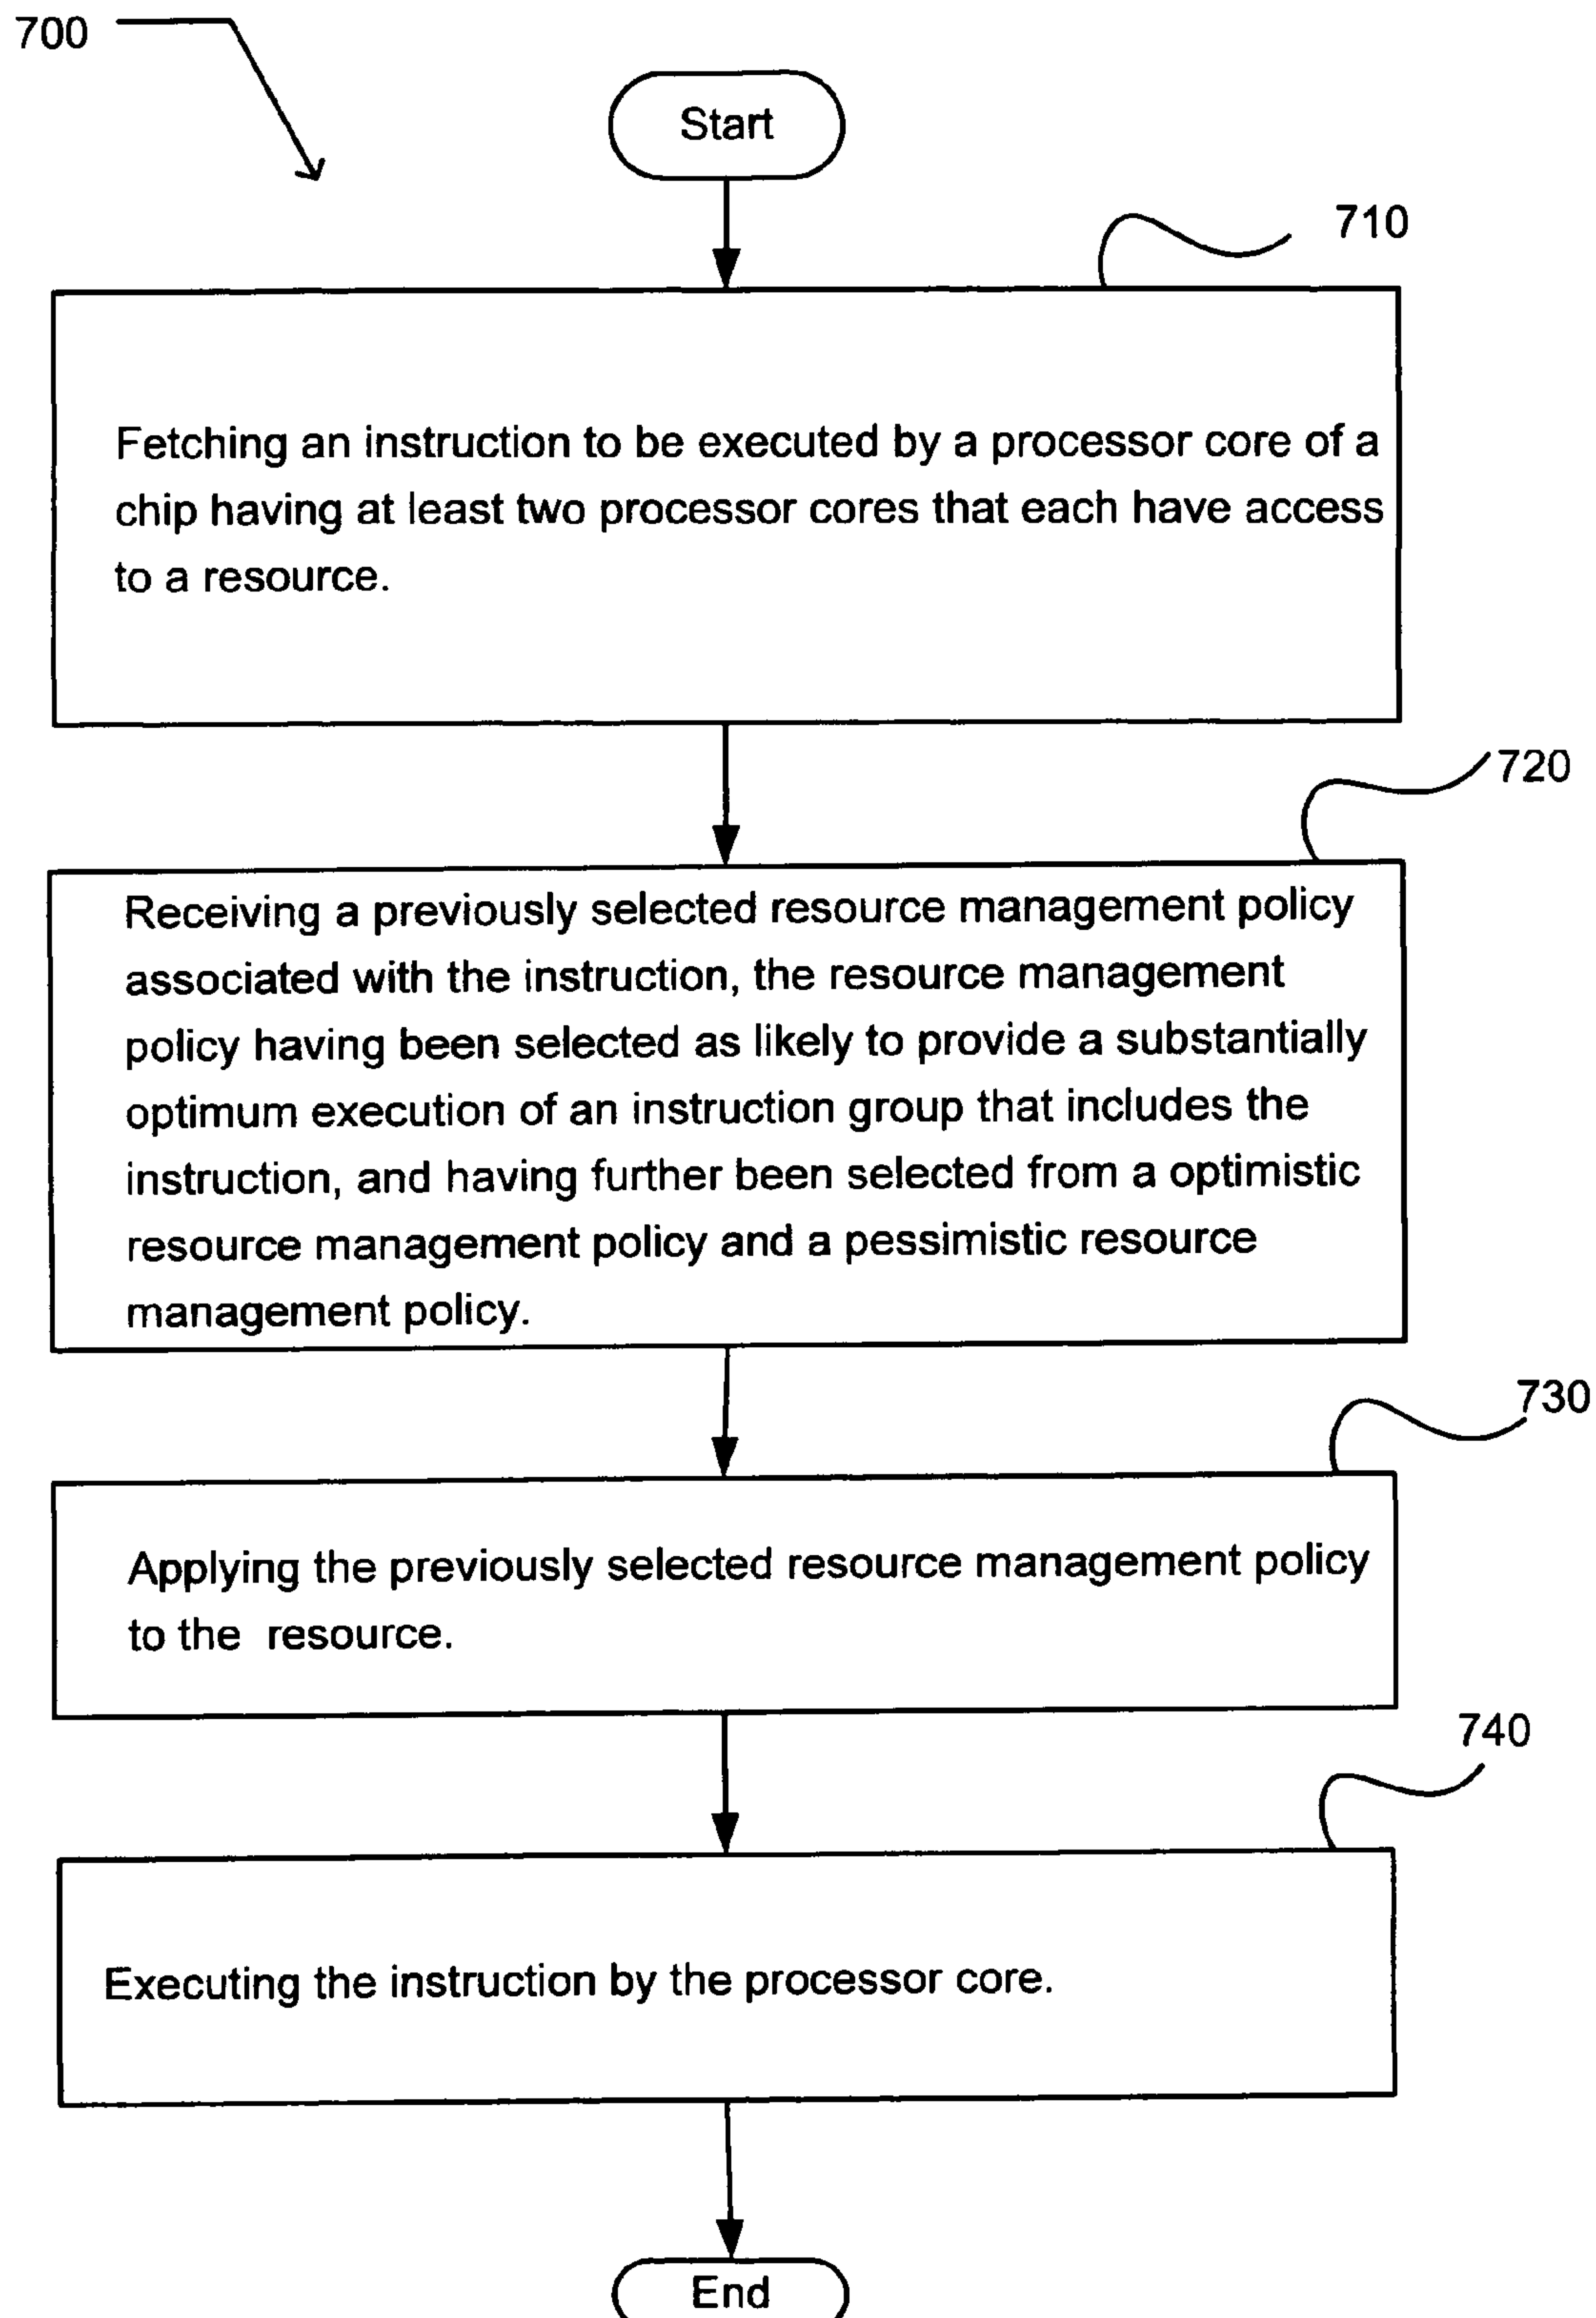 700
Start
710
Fetching an instruction to be executed by a processor core of a
chip having at least two processor cores that each have access
to a resource.
720
Receiving a previously selected resource management policy
associated with the instruction, the resource management
policy having been selected as likely to provide a substantially
optimum execution of an instruction group that includes the
instruction, and having further been selected from a optimistic
resource management policy and a pessimistic resource
management policy.
730
Applying the previously selected resource management policy
to the resource.
740
Executing the instruction by the processor core.
End